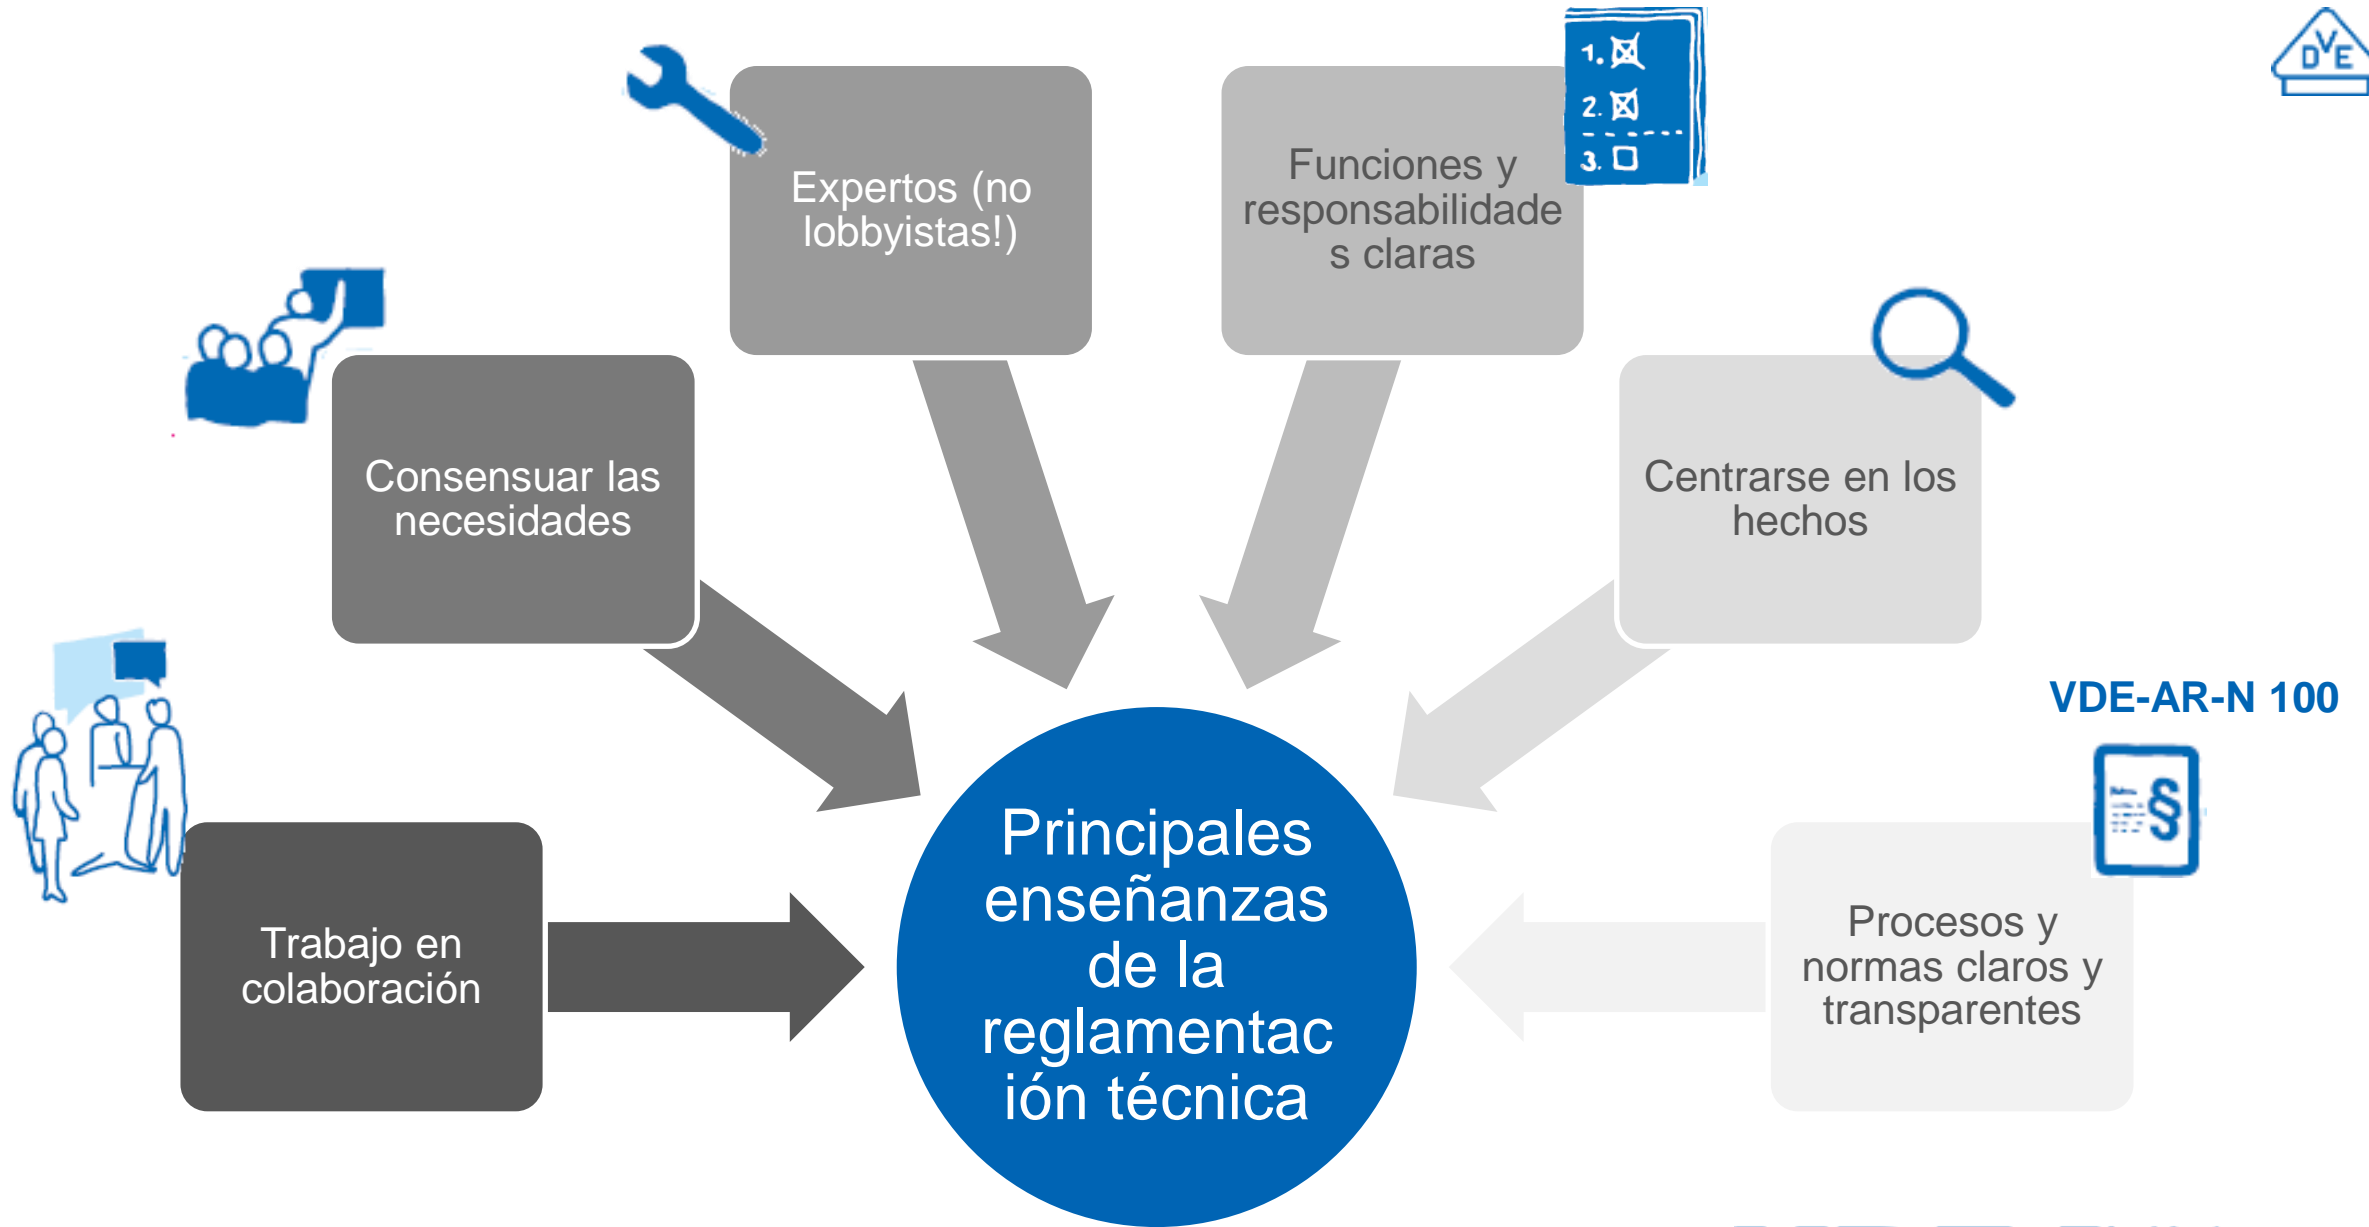 1.
2.
3.
D V E
Expertos (no
lobbyistas!)
Funciones y
responsabilidade
s claras
Consensuar las
necesidades
Centrarse en los
hechos
VDE-AR-N 100
§
Trabajo en
colaboración
Principales
enseñanzas
de la
reglamentac
ión técnica
Procesos y
normas claros y
transparentes